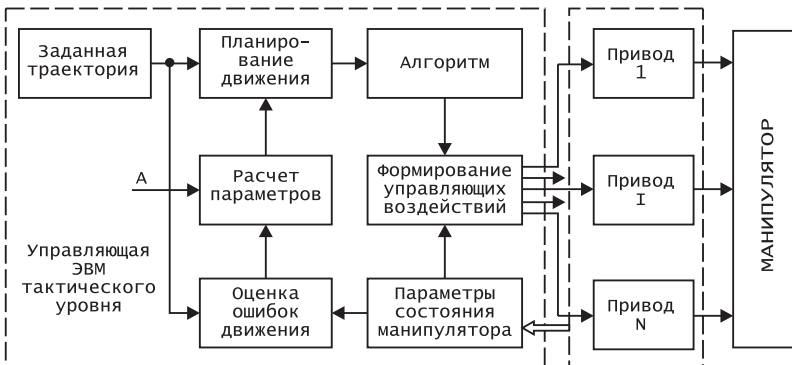 Заданная
траектория
Планиро-
вание
движения
Алгоритм
Привод
1
А
Расчет
параметров
Формирование
управляющих
воздействий
Привод
I
МАНИПУЛЯТОР
Управляющая
ЭВМ
тактического
уровня
Оценка
ошибок
движения
Параметры
состояния
манипулятора
Привод
N